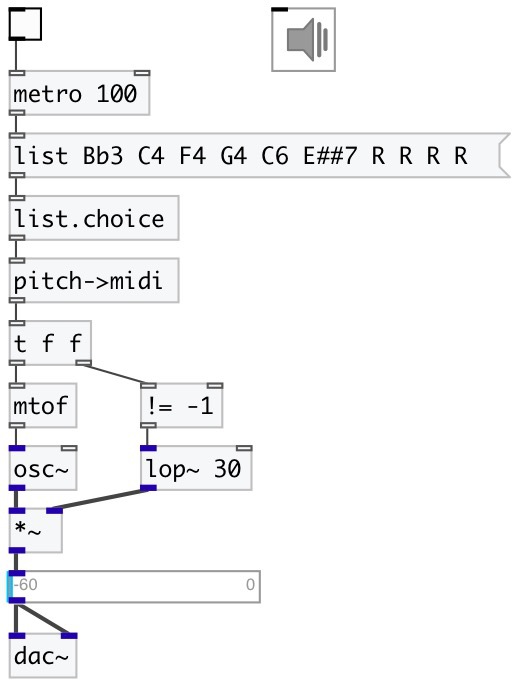 metro 100
list Bb3 C4 F4 G4 C6 E##7 R R R R
list.choice
pitch->midi
t f f
mtof
!= -1
osc~
lop~ 30
*~
-60 0
dac~